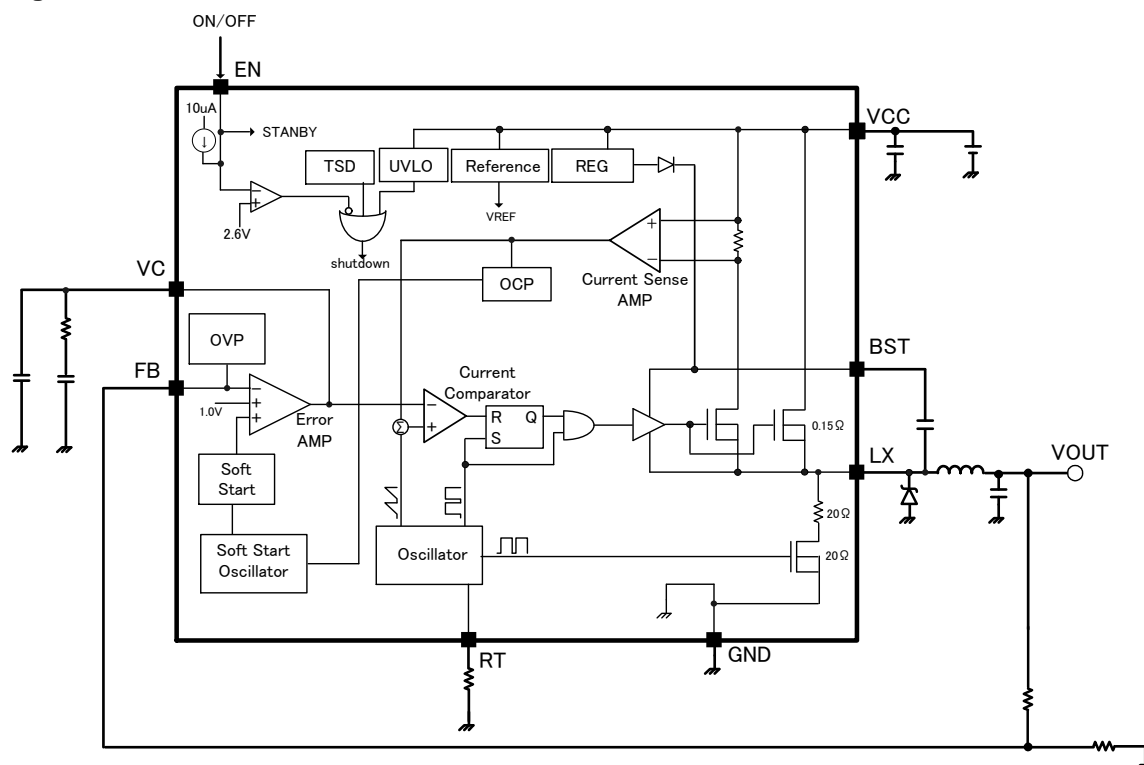 ON/OFF
EN
10uA
STANBY
VCC
TSD
UVLO
Reference
REG
2.6V
VREF
shutdown
VC
OCP
Current Sense
AMP
OVP
FB
BST
Current
Comparator
1.0V
Error
AMP
R Q
S
Σ
0.15Ω
LX
VOUT
Soft
Start
20Ω
Oscillator
Soft Start
Oscillator
20Ω
RT
GND